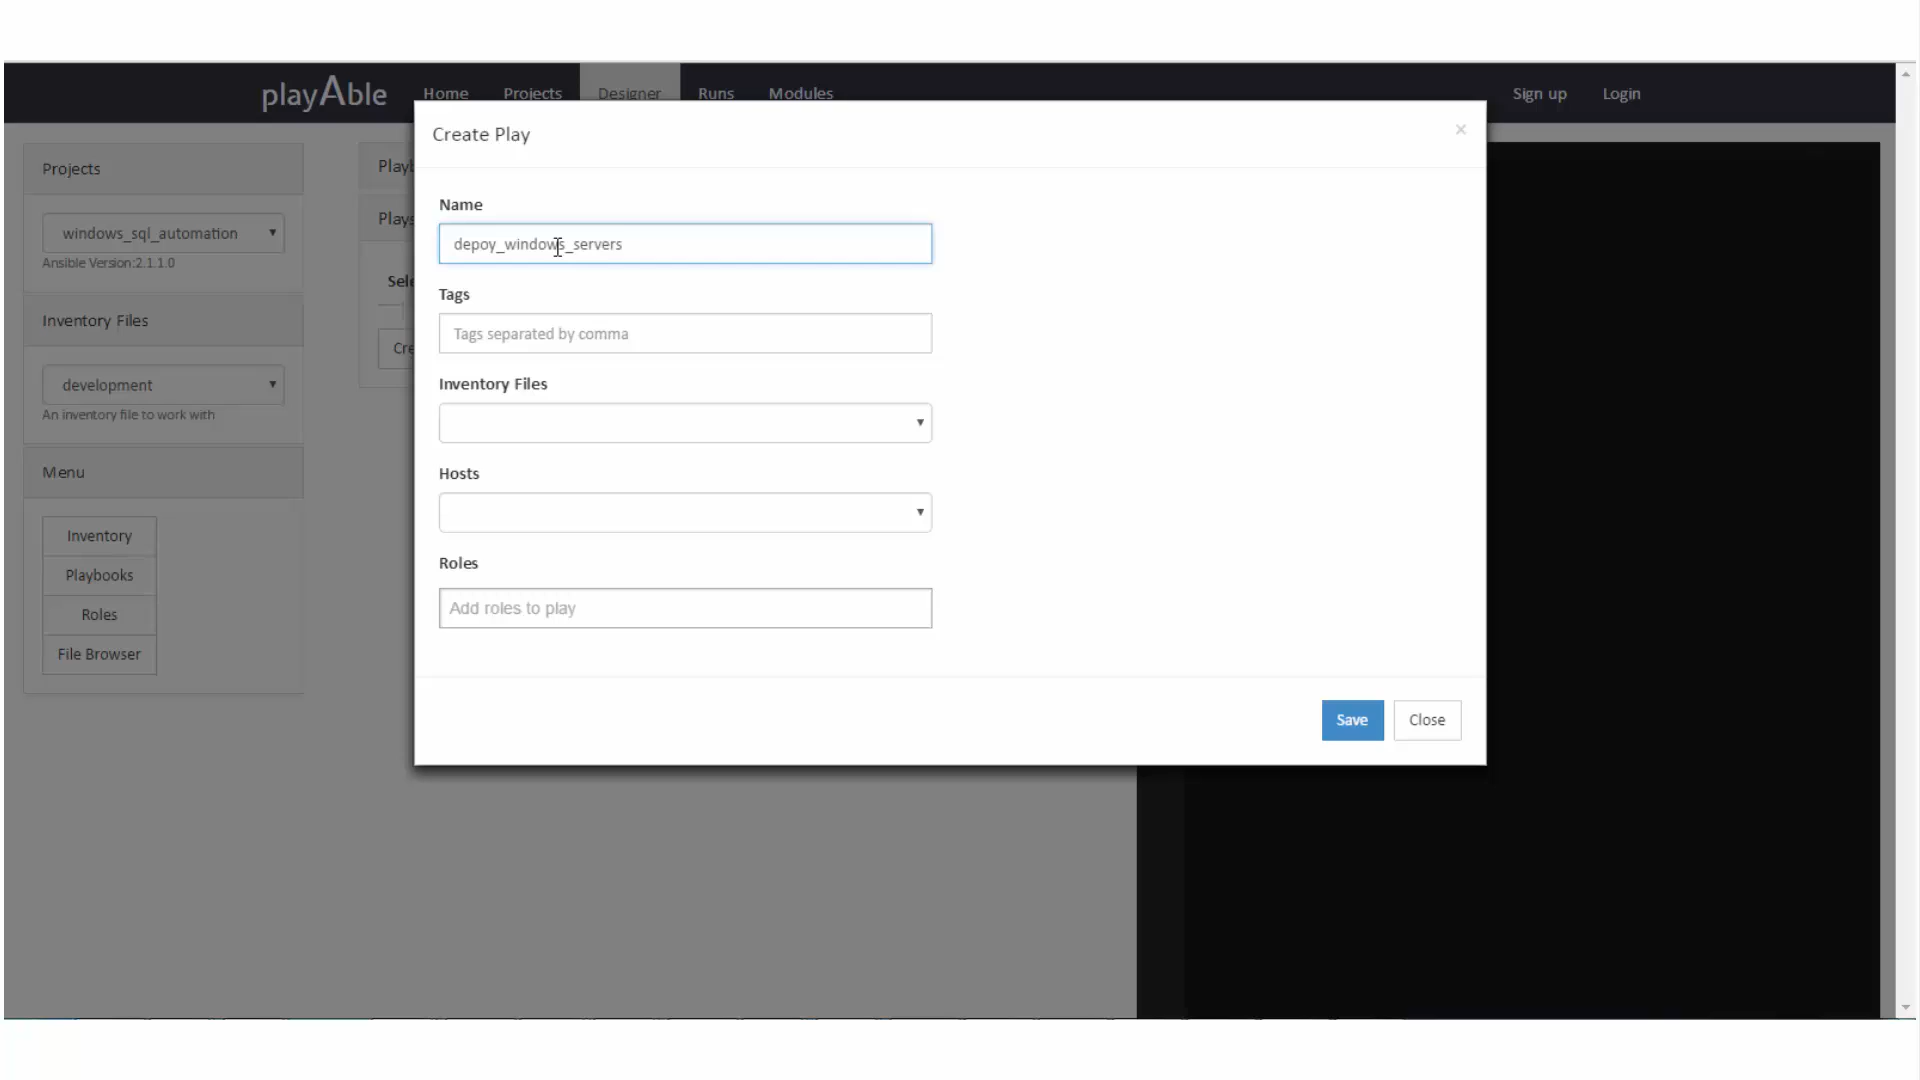 playAble Home Projects Designer Runs Modules Sign up Login
Create Play ×
Projects
windows_sql_automation
Ansible Version:2.1.1.0
Inventory Files
development
An inventory file to work with
Menu
Inventory
Playbooks
Roles
File Browser
Name
depoy_windows_servers
Tags
Tags separated by comma
Inventory Files
Hosts
Roles
Add roles to play
Save Close